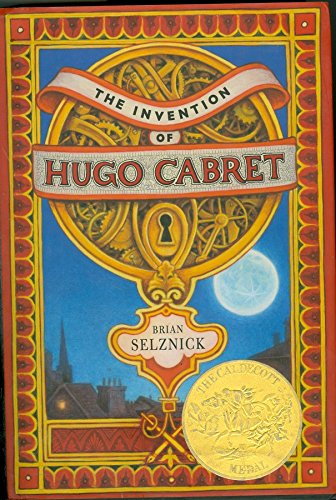 THE INVENTION
OF
HUGO CABRET
BRIAN
SELZNICK
THE CALDECOTT
MEDAL